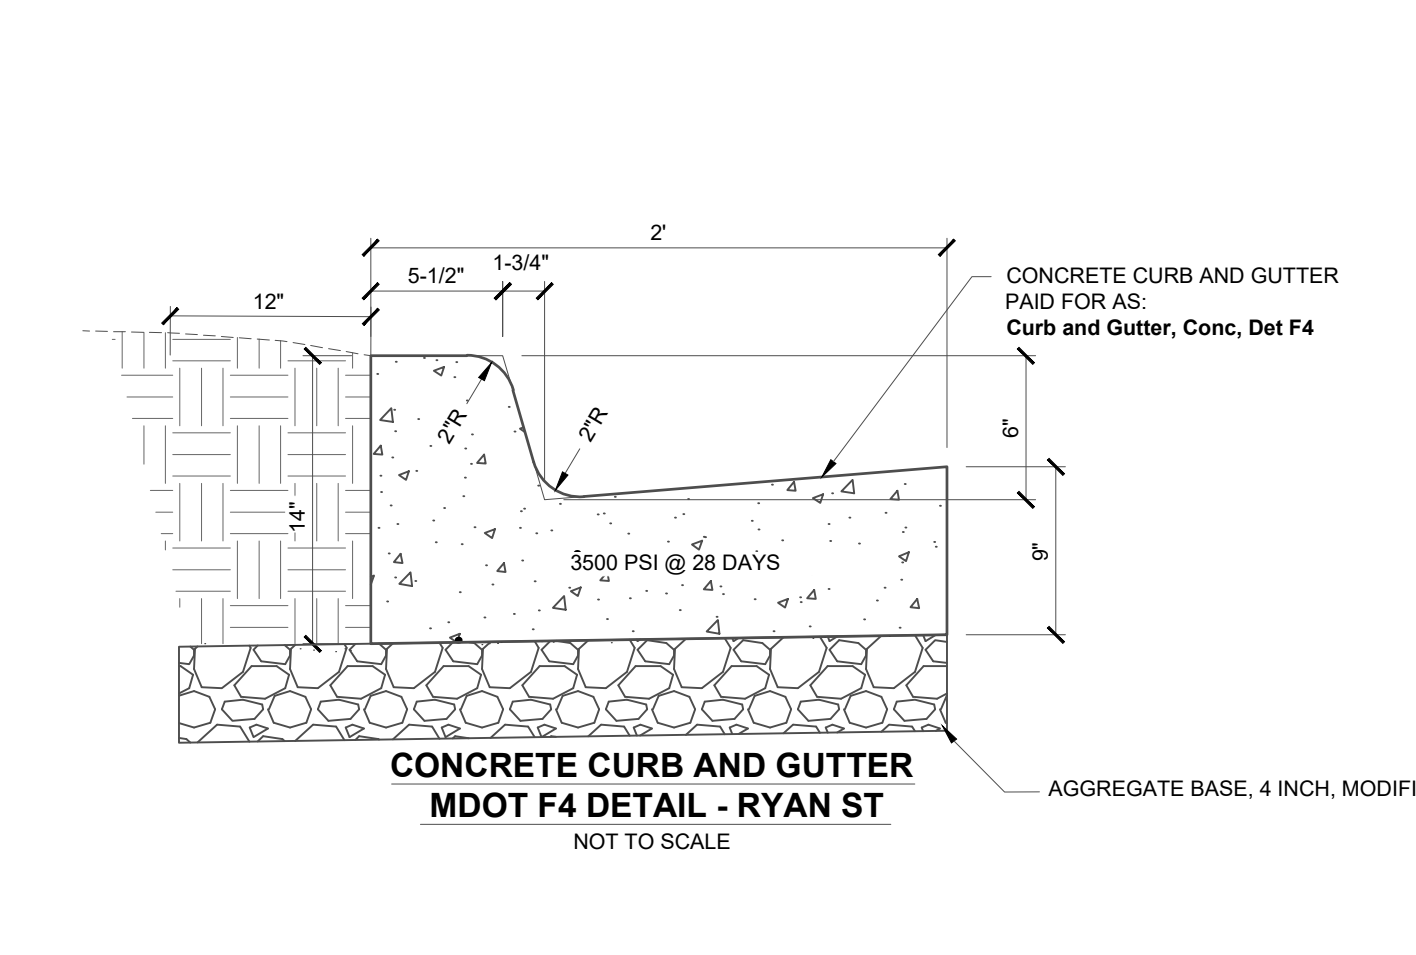 2'
1-3/4"
5-1/2"
12"
CONCRETE CURB AND GUTTER
PAID FOR AS:
Curb and Gutter, Conc, Det F4
2"R
2"R
6"
14"
9"
3500 PSI @ 28 DAYS
CONCRETE CURB AND GUTTER
MDOT F4 DETAIL - RYAN ST
NOT TO SCALE
AGGREGATE BASE, 4 INCH, MODIFI